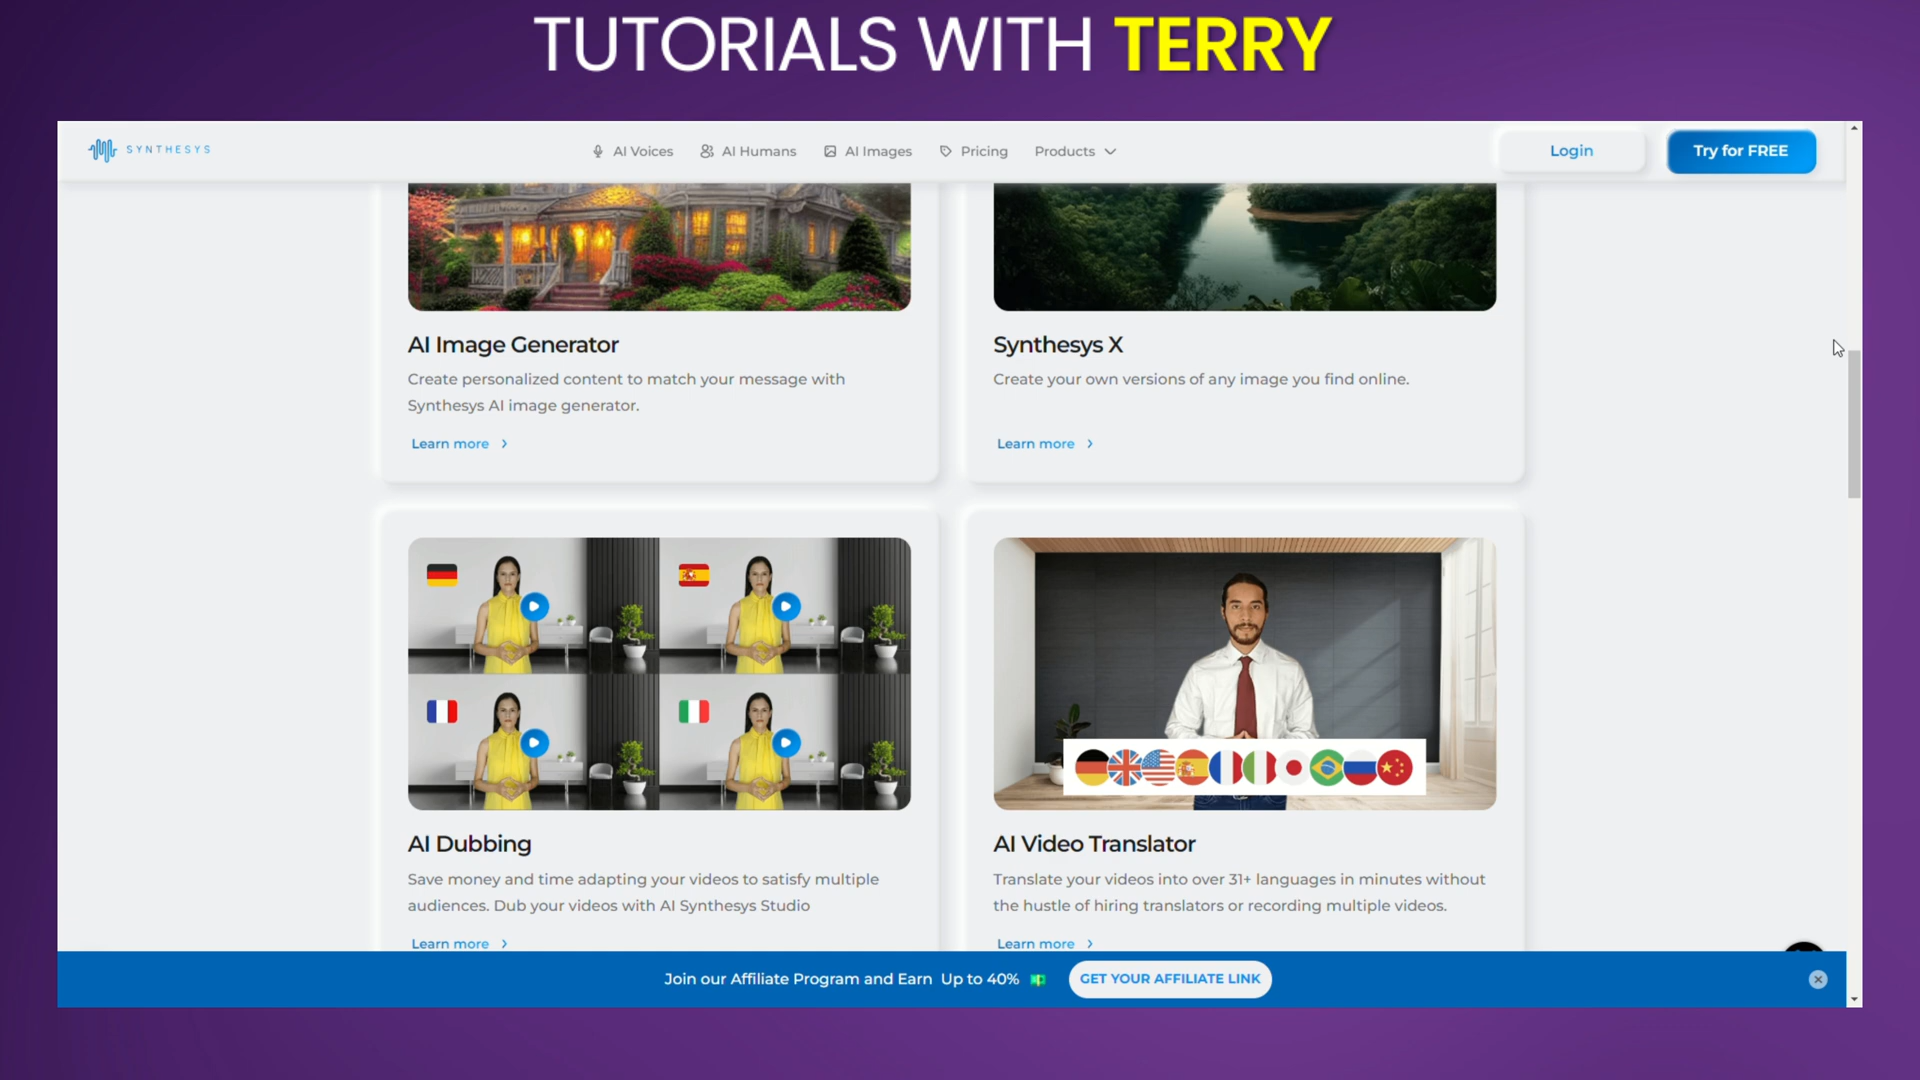 TUTORIALS WITH TERRY
SYNTHESYS
AI Voices
AI Humans
AI Images
Pricing
Products
Login
Try for FREE
AI Image Generator
Create personalized content to match your message with
Synthesys AI image generator.
Learn more
Synthesys X
Create your own versions of any image you find online.
Learn more
AI Dubbing
Save money and time adapting your videos to satisfy multiple
audiences. Dub your videos with AI Synthesys Studio
Learn more
AI Video Translator
Translate your videos into over 31+ languages in minutes without
the hustle of hiring translators or recording multiple videos.
Learn more
Join our Affiliate Program and Earn Up to 40%
GET YOUR AFFILIATE LINK